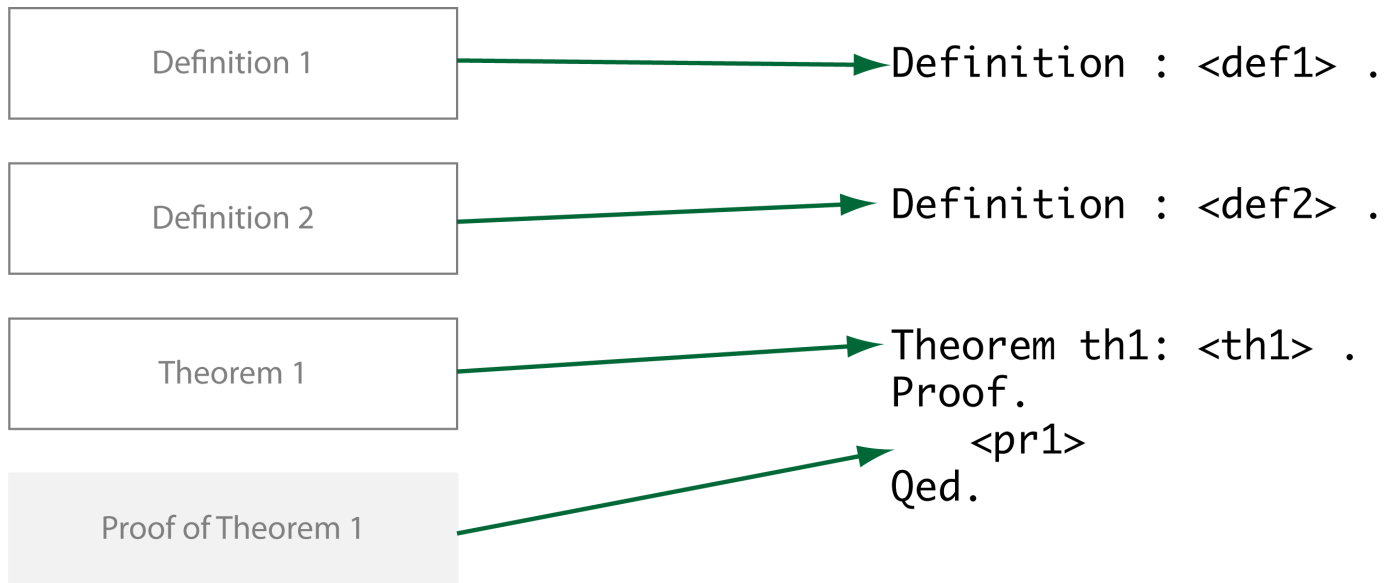 Definition 1
Definition : <def1> .
Definition 2
Definition : <def2> .
Theorem 1
Theorem th1: <th1> .
Proof.
<pr1>
Qed.
Proof of Theorem 1